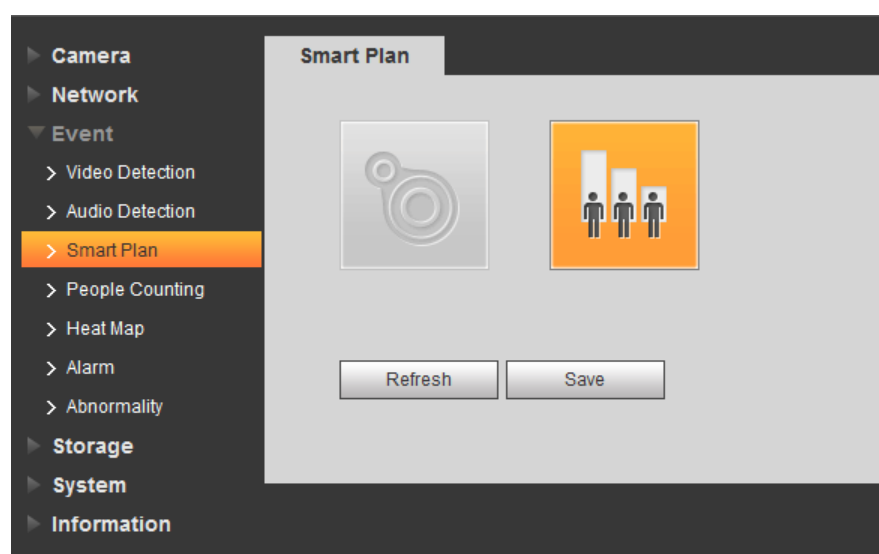 Camera
Network
Event
Video Detection
Audio Detection
Smart Plan
People Counting
Heat Map
Alarm
Abnormality
Storage
System
Information
Smart Plan
Refresh
Save